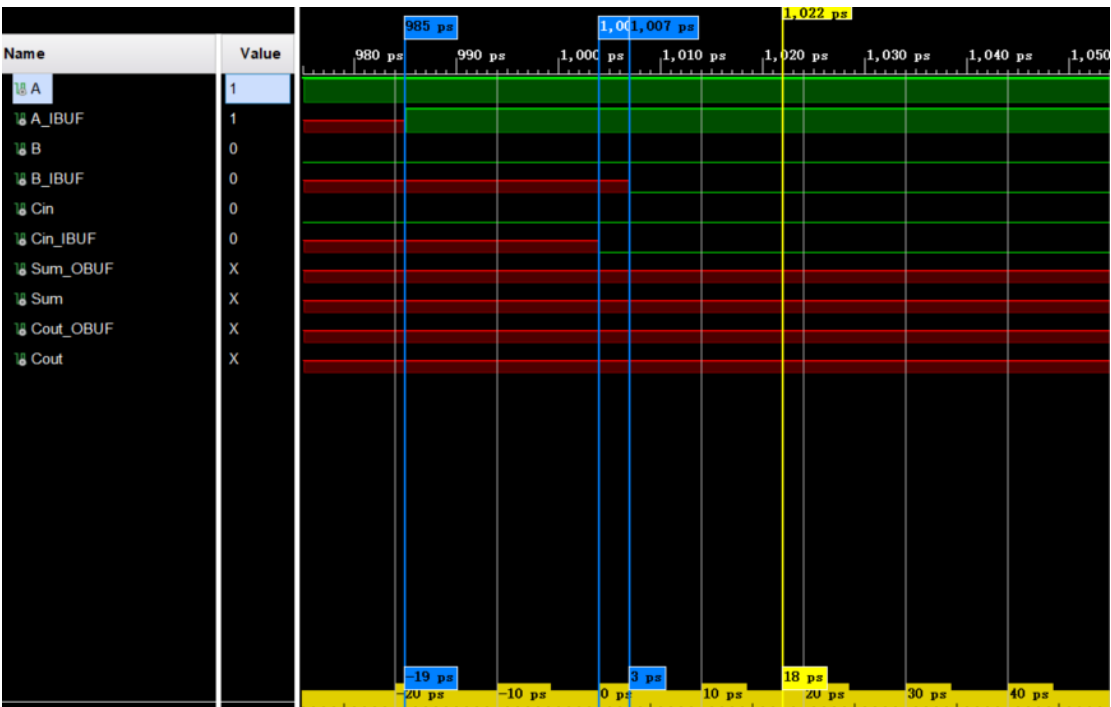 985 ps 1,00 1,007 ps 1,022 ps
Name Value
980 ps 990 ps 1,000 ps 1,010 ps 1,020 ps 1,030 ps 1,040 ps 1,050
A 1
A_IBUF 1
B 0
B_IBUF 0
Cin 0
Cin_IBUF 0
Sum_OBUF X
Sum X
Cout_OBUF X
Cout X
-19 ps 3 ps 18 ps
-20 ps -10 ps 0 ps 10 ps 20 ps 30 ps 40 ps